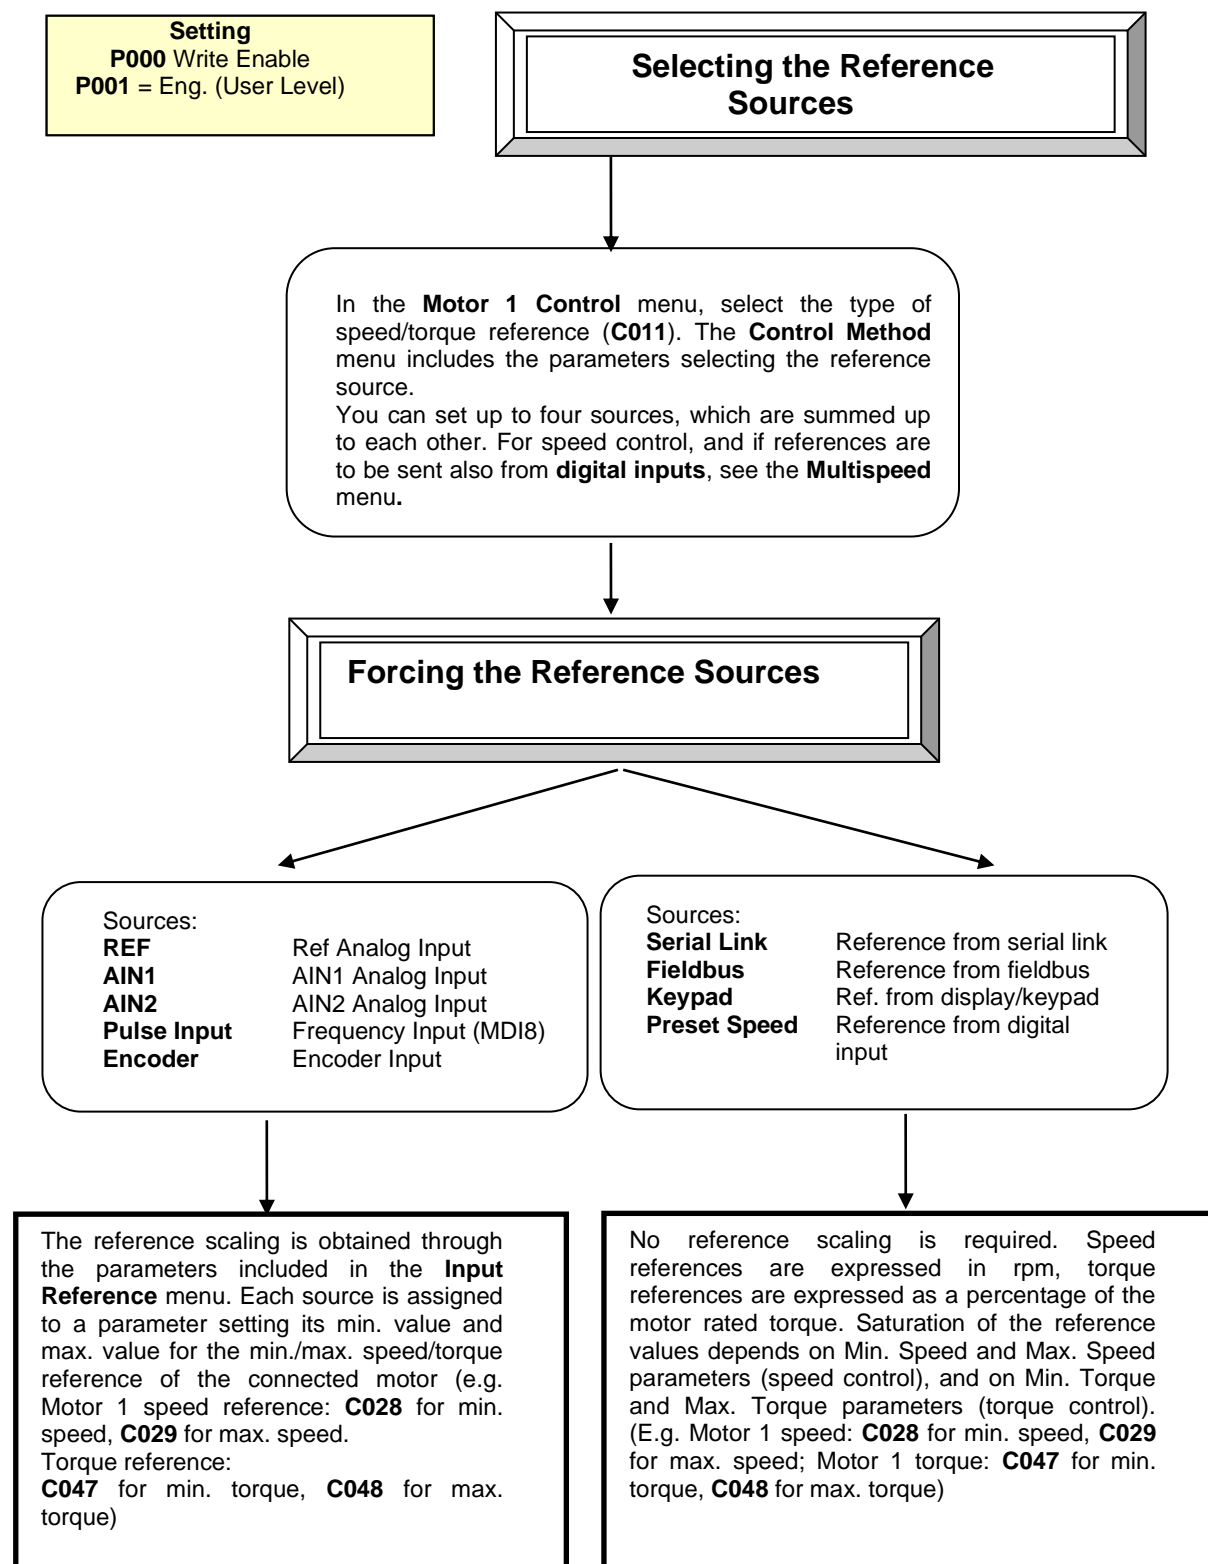 Setting
P000 Write Enable
P001 = Eng. (User Level)
Selecting the Reference
Sources
In the Motor 1 Control menu, select the type of
speed/torque reference (C011). The Control Method
menu includes the parameters selecting the reference
source.
You can set up to four sources, which are summed up
to each other. For speed control, and if references are
to be sent also from digital inputs, see the Multispeed
menu.
Forcing the Reference Sources
Sources:
REF Ref Analog Input
AIN1 AIN1 Analog Input
AIN2 AIN2 Analog Input
Pulse Input Frequency Input (MDI8)
Encoder Encoder Input
Sources:
Serial Link Reference from serial link
Fieldbus Reference from fieldbus
Keypad Ref. from display/keypad
Preset Speed Reference from digital
input
The reference scaling is obtained through
the parameters included in the Input
Reference menu. Each source is assigned
to a parameter setting its min. value and
max. value for the min./max. speed/torque
reference of the connected motor (e.g.
Motor 1 speed reference: C028 for min.
speed, C029 for max. speed.
Torque reference:
C047 for min. torque, C048 for max.
torque)
No reference scaling is required. Speed
references are expressed in rpm, torque
references are expressed as a percentage of the
motor rated torque. Saturation of the reference
values depends on Min. Speed and Max. Speed
parameters (speed control), and on Min. Torque
and Max. Torque parameters (torque control).
(E.g. Motor 1 speed: C028 for min. speed, C029
for max. speed; Motor 1 torque: C047 for min.
torque, C048 for max. torque)